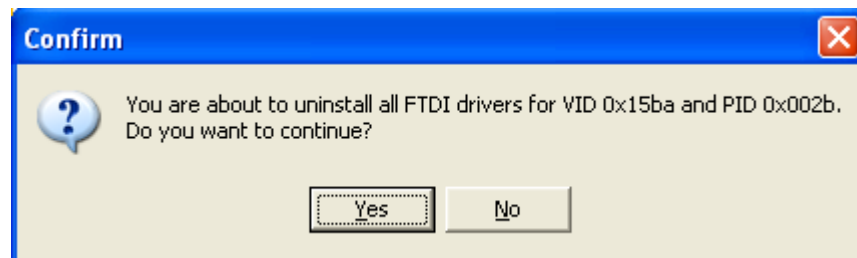 Confirm
You are about to uninstall all FTDI drivers for VID 0x15ba and PID 0x002b.
Do you want to continue?
Yes
No